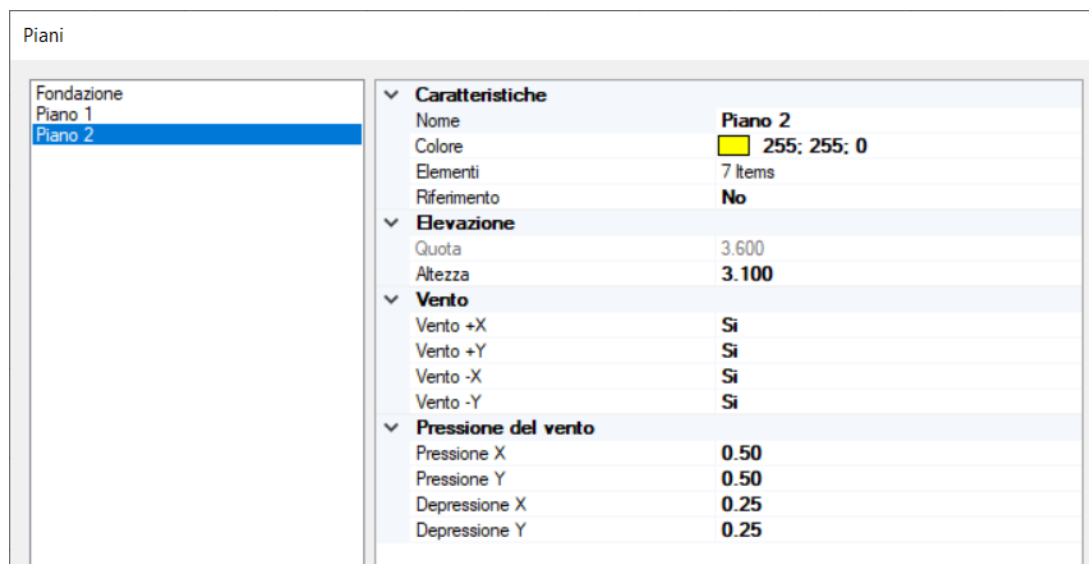 Piani
Fondazione
Piano 1
Piano 2
Caratteristiche
Nome Piano 2
Colore 255; 255; 0
Elementi 7 Items
Riferimento No
Elevazione
Quota 3.600
Altezza 3.100
Vento
Vento +X Si
Vento +Y Si
Vento -X Si
Vento -Y Si
Pressione del vento
Pressione X 0.50
Pressione Y 0.50
Depressione X 0.25
Depressione Y 0.25